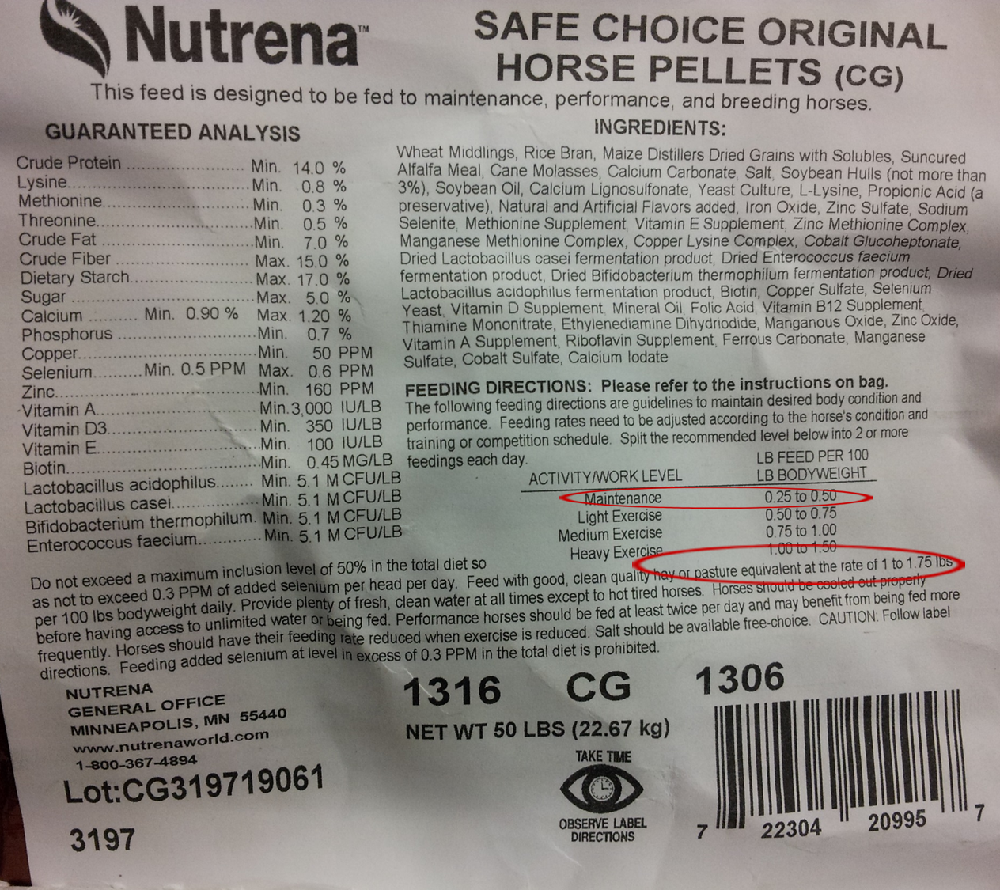 Nutrena™
SAFE CHOICE ORIGINAL
HORSE PELLETS (CG)
This feed is designed to be fed to maintenance, performance, and breeding horses.
GUARANTEED ANALYSIS
Crude Protein ........................ Min. 14.0 %
Lysine.......................................Min. 0.8 %
Methionine.............................Min. 0.3 %
Threonine..............................Min. 0.5 %
Crude Fat ..............................Min. 7.0 %
Crude Fiber .......................... Max. 15.0 %
Dietary Starch........................Max. 17.0 %
Sugar ....................................Max. 5.0 %
Calcium .......... Min. 0.90 % Max. 1.20 %
Phosphorus ..........................Min. 0.7 %
Copper...................................Min. 50 PPM
Selenium.........Min. 0.5 PPM Max. 0.6 PPM
Zinc........................................Min. 160 PPM
Vitamin A...............................Min.3,000 IU/LB
Vitamin D3.............................Min. 350 IU/LB
Vitamin E...............................Min. 100 IU/LB
Biotin......................................Min. 0.45 MG/LB
Lactobacillus acidophilus....... Min. 5.1 M CFU/LB
Lactobacillus casei.................Min. 5.1 M CFU/LB
Bifidobacterium thermophilum. Min. 5.1 M CFU/LB
Enterococcus faecium............Min. 5.1 M CFU/LB
INGREDIENTS:
Wheat Middlings, Rice Bran, Maize Distillers Dried Grains with Solubles, Suncured
Alfalfa Meal, Cane Molasses, Calcium Carbonate, Salt, Soybean Hulls (not more than
3%), Soybean Oil, Calcium Lignosulfonate, Yeast Culture, L-Lysine, Propionic Acid (a
preservative), Natural and Artificial Flavors added, Iron Oxide, Zinc Sulfate, Sodium
Selenite, Methionine Supplement, Vitamin E Supplement, Zinc Methionine Complex,
Manganese Methionine Complex, Copper Lysine Complex, Cobalt Glucoheptonate,
Dried Lactobacillus casei fermentation product, Dried Enterococcus faecium
fermentation product, Dried Bifidobacterium thermophilum fermentation product, Dried
Lactobacillus acidophilus fermentation product, Biotin, Copper Sulfate, Selenium
Yeast, Vitamin D Supplement, Mineral Oil, Folic Acid, Vitamin B12 Supplement,
Thiamine Mononitrate, Ethylenediamine Dihydriodide, Manganous Oxide, Zinc Oxide,
Vitamin A Supplement, Riboflavin Supplement, Ferrous Carbonate, Manganese
Sulfate, Cobalt Sulfate, Calcium Iodate
FEEDING DIRECTIONS: Please refer to the instructions on bag.
The following feeding directions are guidelines to maintain desired body condition and
performance. Feeding rates need to be adjusted according to the horse's condition and
training or competition schedule. Split the recommended level below into 2 or more
feedings each day.
LB FEED PER 100
ACTIVITY/WORK LEVEL LB BODYWEIGHT
Maintenance 0.25 to 0.50
Light Exercise 0.50 to 0.75
Medium Exercise 0.75 to 1.00
Heavy Exercise 1.00 to 1.50
Do not exceed a maximum inclusion level of 50% in the total diet so
as not to exceed 0.3 PPM of added selenium per head per day. Feed with good, clean quality hay or pasture equivalent at the rate of 1 to 1.75 lbs
per 100 lbs bodyweight daily. Provide plenty of fresh, clean water at all times except to hot tired horses. Horses should be cooled out properly
before having access to unlimited water or being fed. Performance horses should be fed at least twice per day and may benefit from being fed more
frequently. Horses should have their feeding rate reduced when exercise is reduced. Salt should be available free-choice. CAUTION: Follow label
directions. Feeding added selenium at level in excess of 0.3 PPM in the total diet is prohibited.
NUTRENA
GENERAL OFFICE
MINNEAPOLIS, MN 55440
www.nutrenaworld.com
1-800-367-4894
Lot:CG319719061
3197
1316 CG 1306
NET WT 50 LBS (22.67 kg)
TAKE TIME
OBSERVE LABEL
DIRECTIONS
7 22304 20995 7